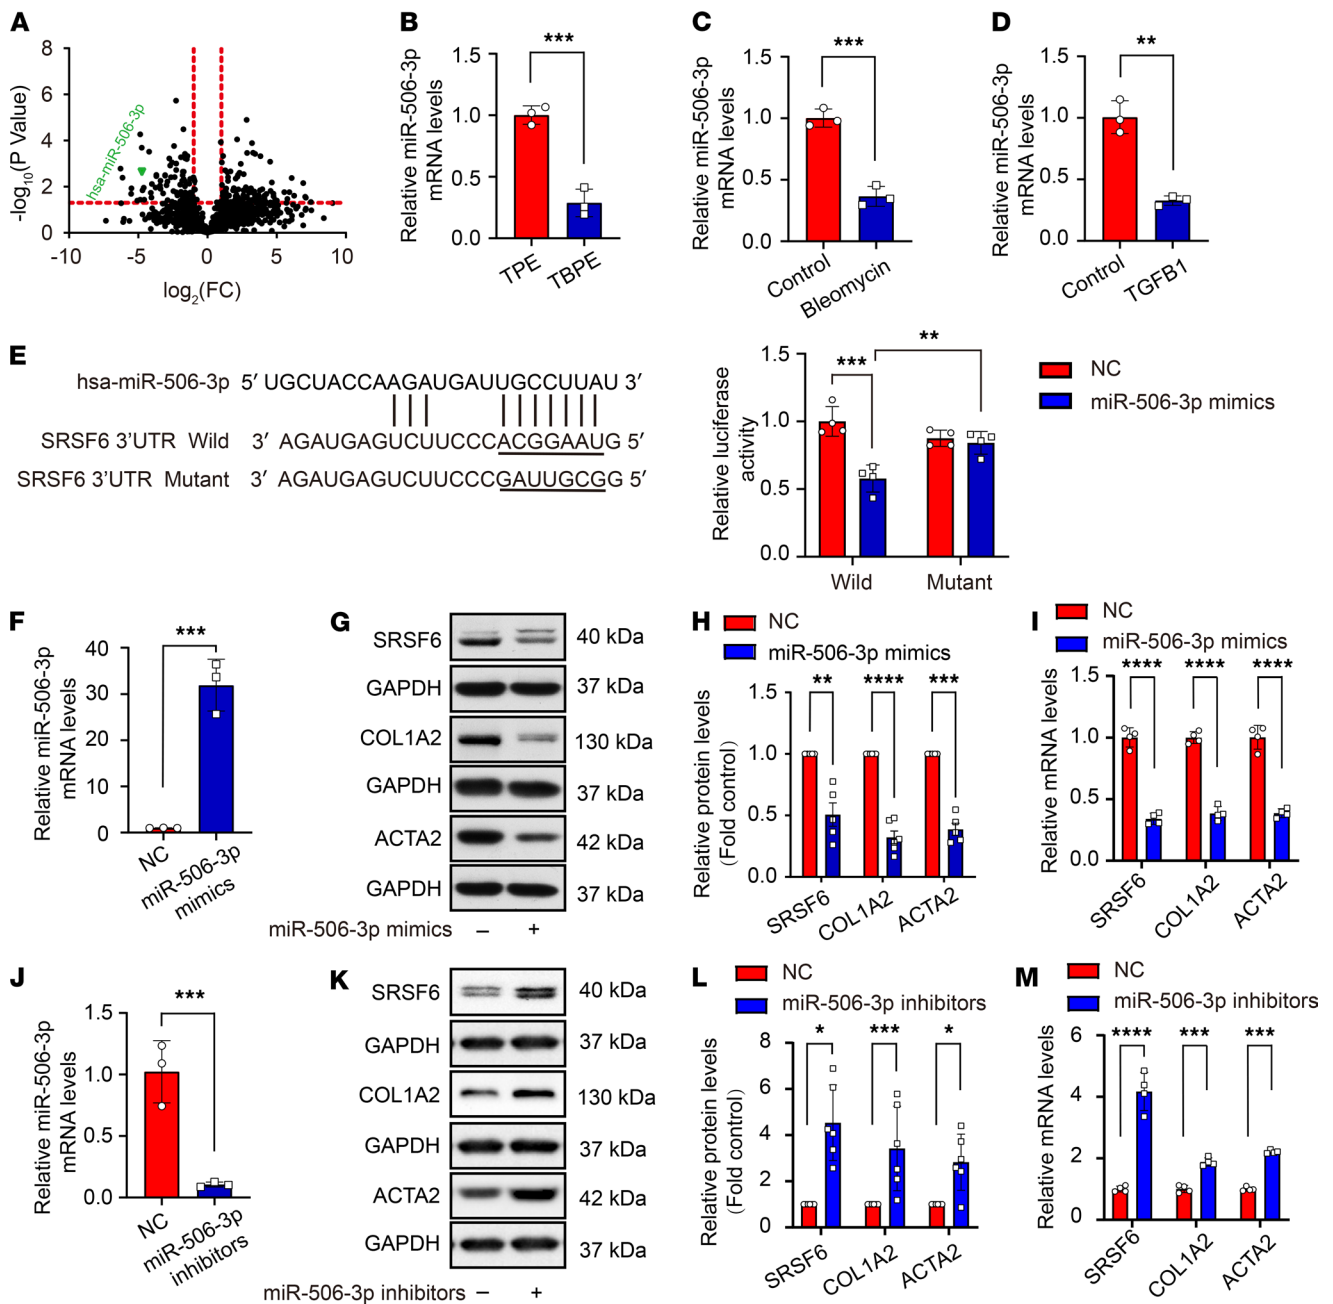 A
8
6
4
2
0
-log10(P Value)
hsa-miR-506-3p
-10 -5 0 5 10
log2(FC)
B
***
Relative miR-506-3p
mRNA levels
1.5
1.0
0.5
0.0
TPE
TBPE
C
***
Relative miR-506-3p
mRNA levels
1.5
1.0
0.5
0.0
Control
Bleomycin
D
**
Relative miR-506-3p
mRNA levels
1.5
1.0
0.5
0.0
Control
TGFB1
E
hsa-miR-506-3p 5′ UGCUACCAAGAUGAUUGCCUUAU 3′
SRSF6 3’UTR Wild 3′ AGAUGAGUCUUCCCACGGAAUG 5′
SRSF6 3’UTR Mutant 3′ AGAUGAGUCUUCCCGAUUGCGG 5′
Relative luciferase
activity
1.5
1.0
0.5
0.0
***
**
Wild Mutant
NC
miR-506-3p mimics
F
***
Relative miR-506-3p
mRNA levels
40
30
20
10
0
NC
miR-506-3p
mimics
G
SRSF6 40 kDa
GAPDH 37 kDa
COL1A2 130 kDa
GAPDH 37 kDa
ACTA2 42 kDa
GAPDH 37 kDa
miR-506-3p mimics – +
H
NC
miR-506-3p mimics
Relative protein levels
(Fold control)
1.5
1.0
0.5
0.0
** **** ***
SRSF6
COL1A2
ACTA2
I
NC
miR-506-3p mimics
Relative mRNA levels
1.5
1.0
0.5
0.0
**** **** ****
SRSF6
COL1A2
ACTA2
J
***
Relative miR-506-3p
mRNA levels
1.5
1.0
0.5
0.0
NC
miR-506-3p
inhibitors
K
SRSF6 40 kDa
GAPDH 37 kDa
COL1A2 130 kDa
GAPDH 37 kDa
ACTA2 42 kDa
GAPDH 37 kDa
miR-506-3p inhibitors – +
L
NC
miR-506-3p inhibitors
Relative protein levels
(Fold control)
8
6
4
2
0
* *** *
SRSF6
COL1A2
ACTA2
M
NC
miR-506-3p inhibitors
Relative mRNA levels
6
4
2
0
**** *** ***
SRSF6
COL1A2
ACTA2